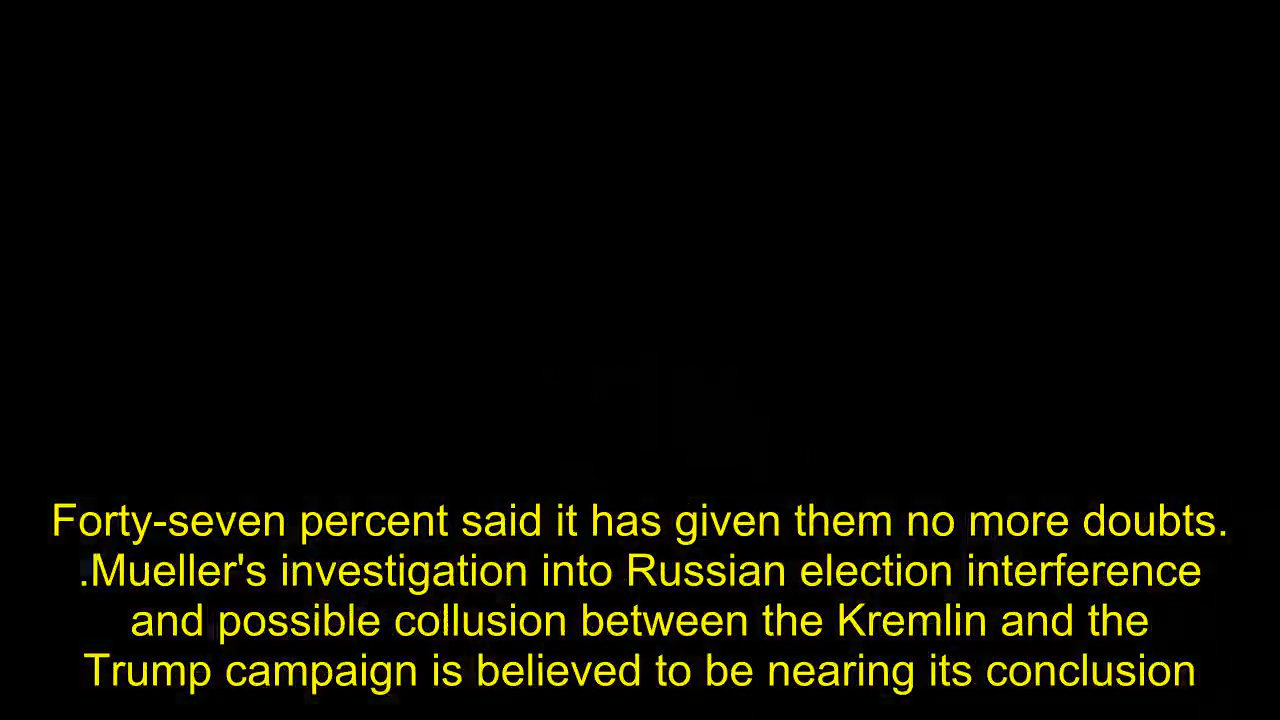 Forty-seven percent said it has given them no more doubts.
.Mueller's investigation into Russian election interference
and possible collusion between the Kremlin and the
Trump campaign is believed to be nearing its conclusion